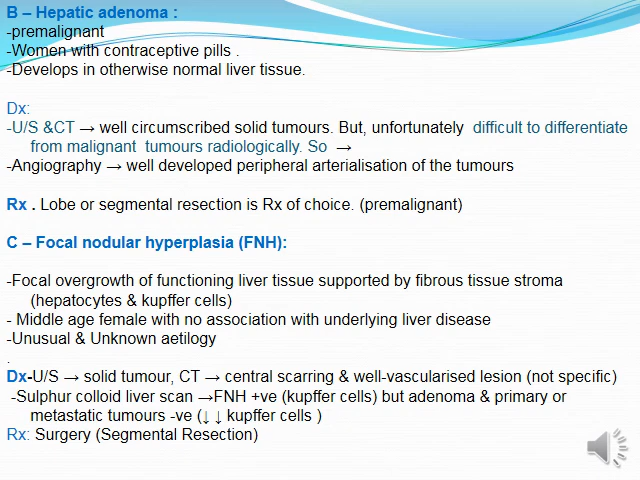 B – Hepatic adenoma :
-premalignant
-Women with contraceptive pills .
-Develops in otherwise normal liver tissue.
Dx:
-U/S &CT → well circumscribed solid tumours. But, unfortunately difficult to differentiate
from malignant tumours radiologically. So →
-Angiography → well developed peripheral arterialisation of the tumours
Rx . Lobe or segmental resection is Rx of choice. (premalignant)
C – Focal nodular hyperplasia (FNH):
-Focal overgrowth of functioning liver tissue supported by fibrous tissue stroma
(hepatocytes & kupffer cells)
- Middle age female with no association with underlying liver disease
-Unusual & Unknown aetilogy
.
Dx-U/S → solid tumour, CT → central scarring & well-vascularised lesion (not specific)
-Sulphur colloid liver scan →FNH +ve (kupffer cells) but adenoma & primary or
metastatic tumours -ve (↓ ↓ kupffer cells )
Rx: Surgery (Segmental Resection)